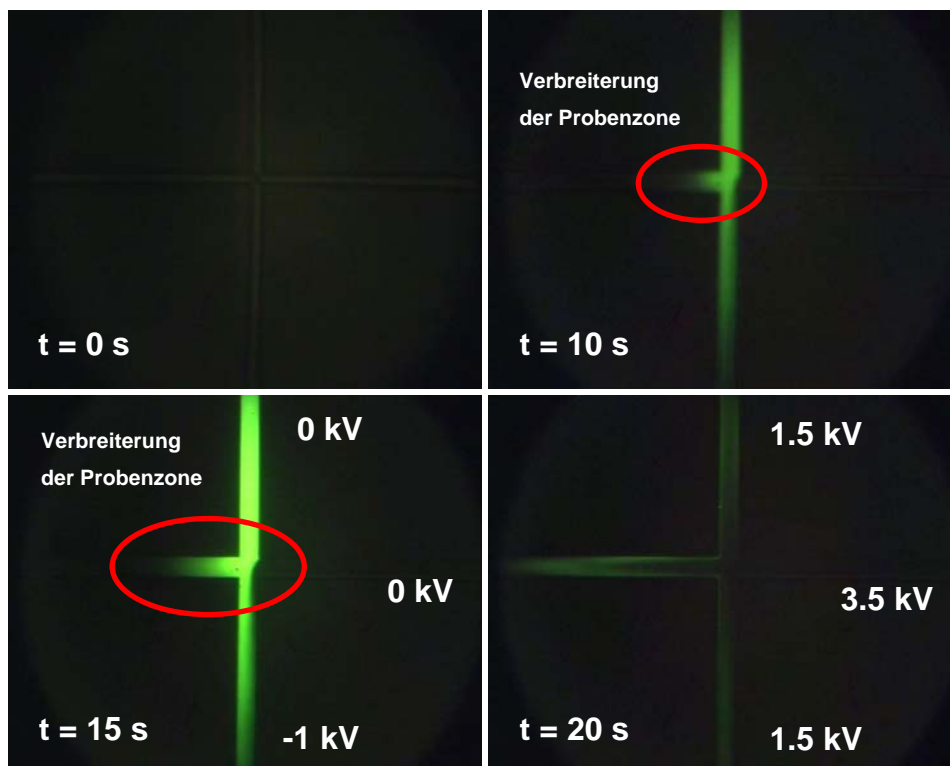 t = 0 s
Verbreiterung
der Probenzone
t = 10 s
Verbreiterung
der Probenzone
0 kV
0 kV
t = 15 s
-1 kV
1.5 kV
3.5 kV
t = 20 s
1.5 kV